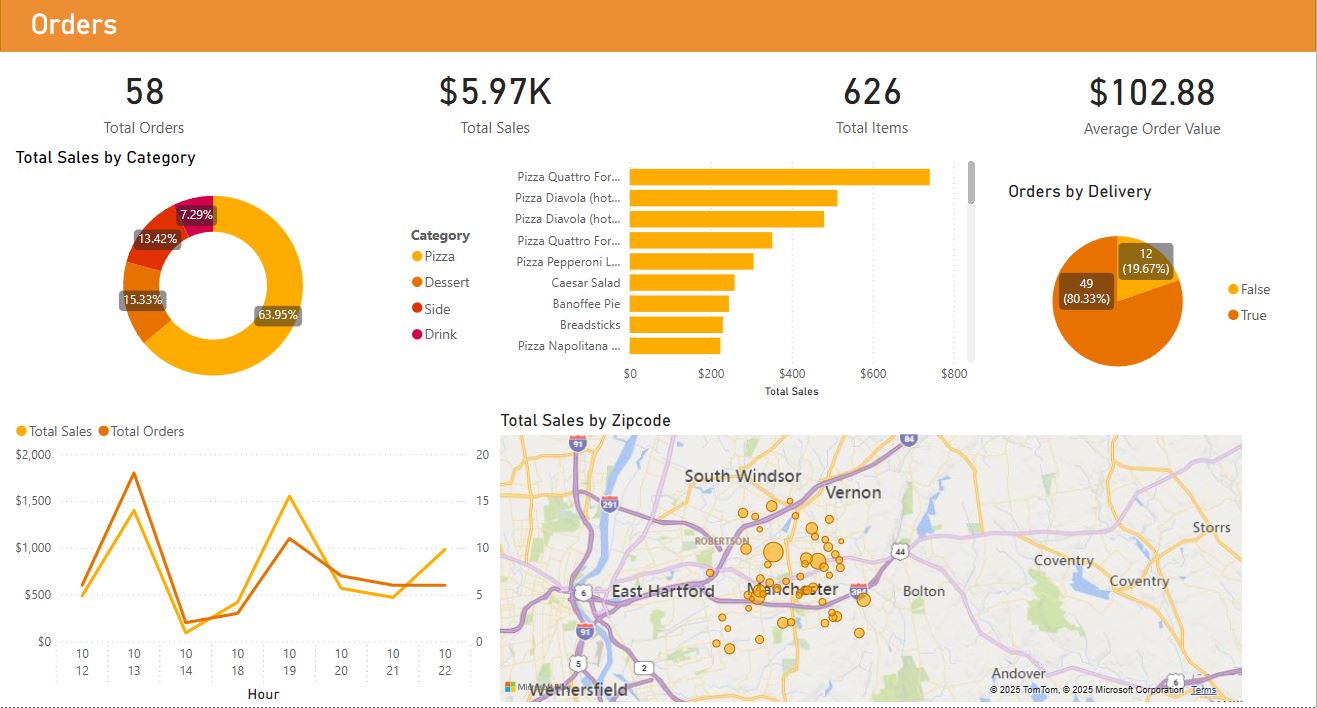 Orders
58
Total Orders
$5.97K
Total Sales
626
Total Items
$102.88
Average Order Value
Total Sales by Category
7.29%
13.42%
15.33%
63.95%
Category
Pizza
Dessert
Side
Drink
Pizza Quattro For...
Pizza Diavola (hot...
Pizza Diavola (hot...
Pizza Quattro For...
Pizza Pepperoni L...
Caesar Salad
Banoffee Pie
Breadsticks
Pizza Napolitana ...
$0 $200 $400 $600 $800
Total Sales
Orders by Delivery
12
(19.67%)
49
(80.33%)
False
True
Total Sales Total Orders
$2,000
$1,500
$1,000
$500
$0
20
15
10
5
0
10 10 10 10 10 10 10 10
12 13 14 18 19 20 21 22
Hour
Total Sales by Zipcode
91
84
South Windsor
Vernon
291
ROBERTSON
Storrs
44
Coventry
Coventry
6
East Hartford
Manchester
384
Bolton
91
5
2
Andover
6
Wethersfield
© 2025 TomTom, © 2025 Microsoft Corporation Terms